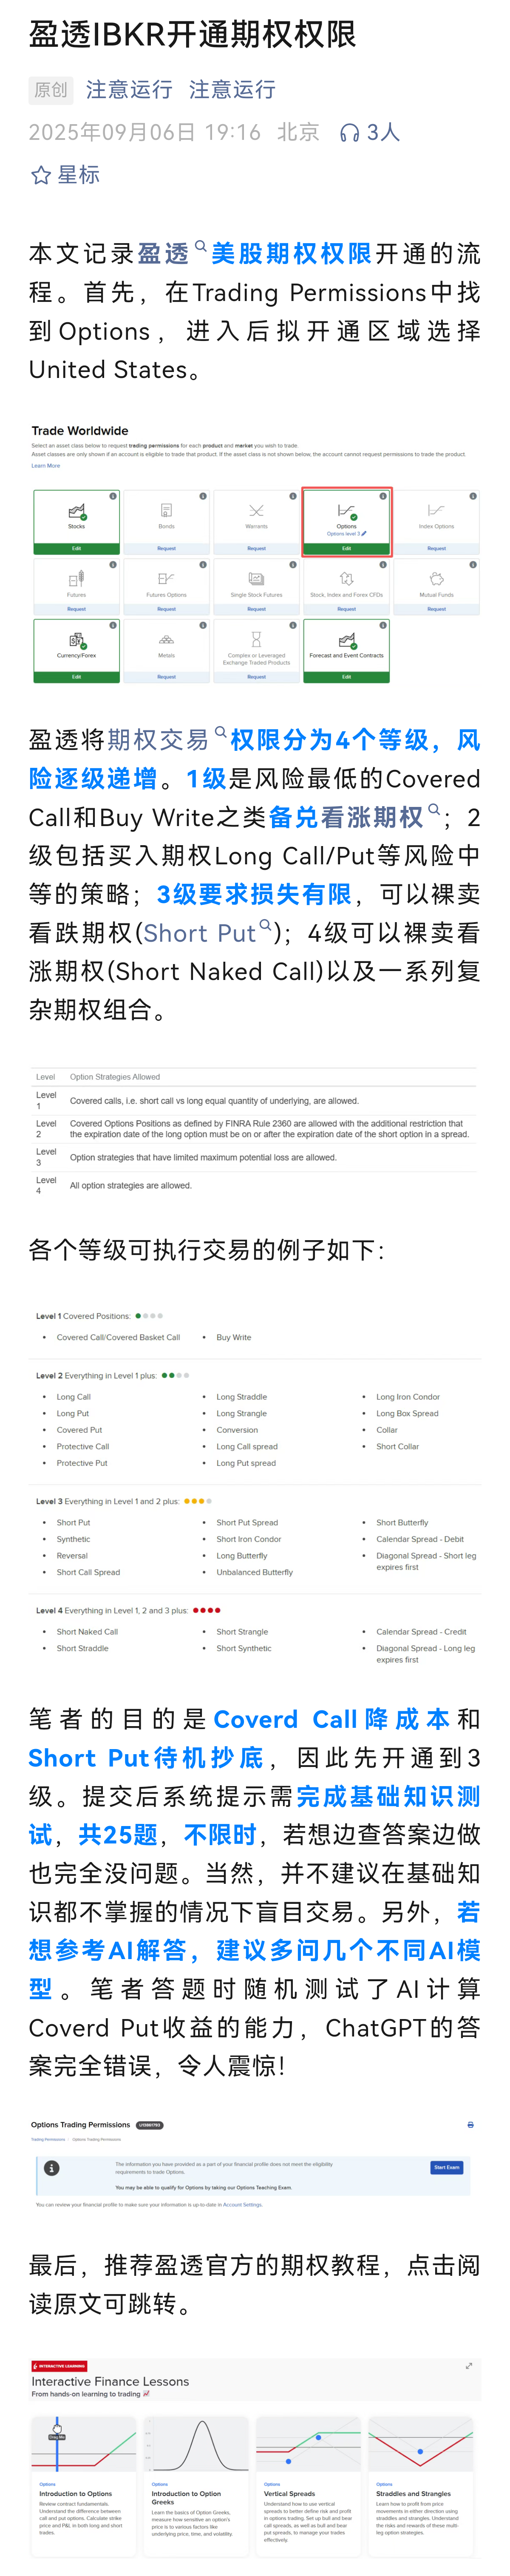 盈透IBKR开通期权权限
原创 注意运行 注意运行
2025年09月06日 19:16 北京 3人
星标
本文记录盈透美股期权权限开通的流
程。首先，在Trading Permissions中找
到Options，进入后拟开通区域选择
United States。
Trade Worldwide
Select an asset class below to request trading permissions for each product and market you wish to trade.
Asset classes are only shown if an account is eligible to trade that product. If the asset class is not shown below, the account cannot request permissions to trade the product.
Learn More
Stocks
Edit
Bonds
Request
Warrants
Request
Options
Options level 3
Edit
Index Options
Request
Futures
Request
Futures Options
Request
Single Stock Futures
Request
Stock, Index and Forex CFDs
Request
Mutual Funds
Request
Currency/Forex
Edit
Metals
Request
Complex or Leveraged
Exchange Traded Products
Request
Forecast and Event Contracts
Edit
盈透将期权交易权限分为4个等级，风
险逐级递增。1级是风险最低的Covered
Call和Buy Write之类备兑看涨期权；2
级包括买入期权Long Call/Put等风险中
等的策略；3级要求损失有限，可以裸卖
看跌期权(Short Put)；4级可以裸卖看
涨期权(Short Naked Call)以及一系列复
杂期权组合。
Level Option Strategies Allowed
Level
1
Covered calls, i.e. short call vs long equal quantity of underlying, are allowed.
Level
2
Covered Options Positions as defined by FINRA Rule 2360 are allowed with the additional restriction that
the expiration date of the long option must be on or after the expiration date of the short option in a spread.
Level
3
Option strategies that have limited maximum potential loss are allowed.
Level
4
All option strategies are allowed.
各个等级可执行交易的例子如下：
Level 1 Covered Positions:
• Covered Call/Covered Basket Call • Buy Write
Level 2 Everything in Level 1 plus:
• Long Call • Long Straddle • Long Iron Condor
• Long Put • Long Strangle • Long Box Spread
• Covered Put • Conversion • Collar
• Protective Call • Long Call spread • Short Collar
• Protective Put • Long Put spread
Level 3 Everything in Level 1 and 2 plus:
• Short Put • Short Put Spread • Short Butterfly
• Synthetic • Short Iron Condor • Calendar Spread - Debit
• Reversal • Long Butterfly • Diagonal Spread - Short leg
expires first
• Short Call Spread • Unbalanced Butterfly
Level 4 Everything in Level 1, 2 and 3 plus:
• Short Naked Call • Short Strangle • Calendar Spread - Credit
• Short Straddle • Short Synthetic • Diagonal Spread - Long leg
expires first
笔者的目的是Coverd Call降成本和
Short Put待机抄底，因此先开通到3
级。提交后系统提示需完成基础知识测
试，共25题，不限时，若想边查答案边做
也完全没问题。当然，并不建议在基础知
识都不掌握的情况下盲目交易。另外，若
想参考AI解答，建议多问几个不同AI模
型。笔者答题时随机测试了AI计算
Coverd Put收益的能力，ChatGPT的答
案完全错误，令人震惊！
Options Trading Permissions
Trading Permissions Options Trading Permissions
The information you have provided as a part of your financial profile does not meet the eligibility
requirements to trade Options.
You may be able to qualify for Options by taking our Options Teaching Exam.
Start Exam
You can review your financial profile to make sure your information is up-to-date in Account Settings.
最后，推荐盈透官方的期权教程，点击阅
读原文可跳转。
INTERACTIVE LEARNING
Interactive Finance Lessons
From hands-on learning to trading
Options
Introduction to Options
Review contract fundamentals.
Understand the difference between
call and put options. Calculate strike
price and P&L in both long and short
trades.
Options
Introduction to Option
Greeks
Learn the basics of Option Greeks,
measure how sensitive an option's
price is to various factors like
underlying price, time, and volatility.
Options
Vertical Spreads
Understand how to use vertical
spreads to better define risk and profit
in options trading. Set up bull and bear
call spreads, as well as bull and bear
put spreads, to manage your trades
effectively.
Options
Straddles and Strangles
Learn how to profit from price
movements in either direction using
straddles and strangles. Understand
the risks and rewards of these multi-
leg option strategies.